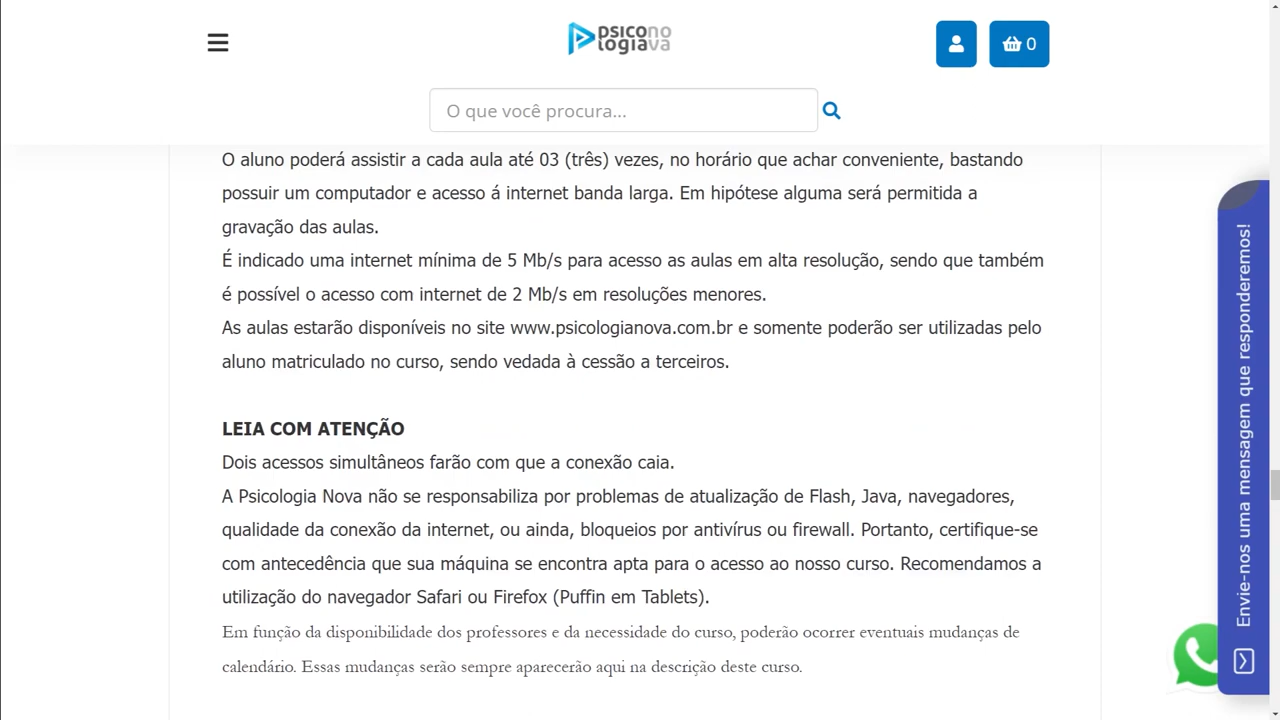 psicono
logiava
0
O que você procura...
O aluno poderá assistir a cada aula até 03 (três) vezes, no horário que achar conveniente, bastando
possuir um computador e acesso á internet banda larga. Em hipótese alguma será permitida a
gravação das aulas.
É indicado uma internet mínima de 5 Mb/s para acesso as aulas em alta resolução, sendo que também
é possível o acesso com internet de 2 Mb/s em resoluções menores.
As aulas estarão disponíveis no site www.psicologianova.com.br e somente poderão ser utilizadas pelo
aluno matriculado no curso, sendo vedada à cessão a terceiros.
LEIA COM ATENÇÃO
Dois acessos simultâneos farão com que a conexão caia.
A Psicologia Nova não se responsabiliza por problemas de atualização de Flash, Java, navegadores,
qualidade da conexão da internet, ou ainda, bloqueios por antivírus ou firewall. Portanto, certifique-se
com antecedência que sua máquina se encontra apta para o acesso ao nosso curso. Recomendamos a
utilização do navegador Safari ou Firefox (Puffin em Tablets).
Em função da disponibilidade dos professores e da necessidade do curso, poderão ocorrer eventuais mudanças de
calendário. Essas mudanças serão sempre aparecerão aqui na descrição deste curso.
Envie-nos uma mensagem que responderemos!